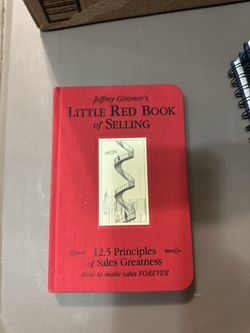 Jeffrey Gitomer's
LITTLE RED BOOK
of SELLING
12.5 Principles
of Sales Greatness
How to make sales FOREVER